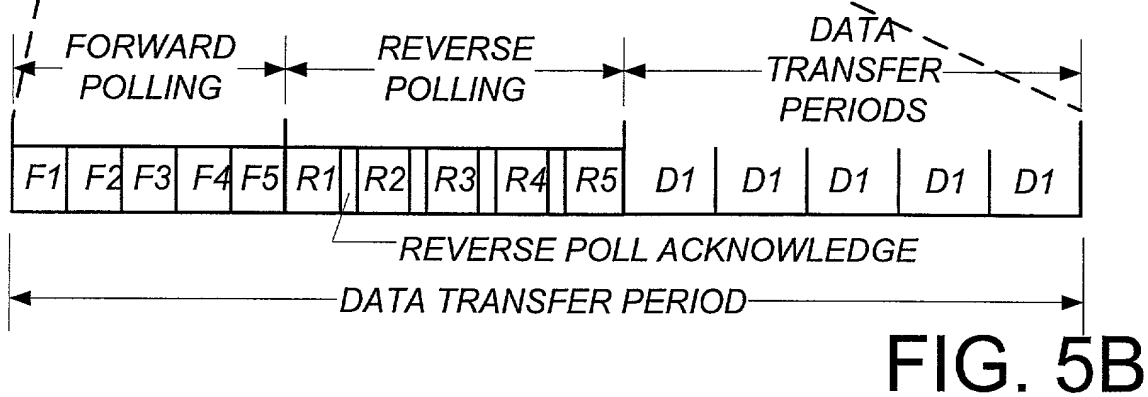 FORWARD
POLLING
REVERSE
POLLING
DATA
TRANSFER
PERIODS
F1 F2 F3 F4 F5 R1 R2 R3 R4 R5 D1 D1 D1 D1 D1
REVERSE POLL ACKNOWLEDGE
DATA TRANSFER PERIOD
FIG. 5B